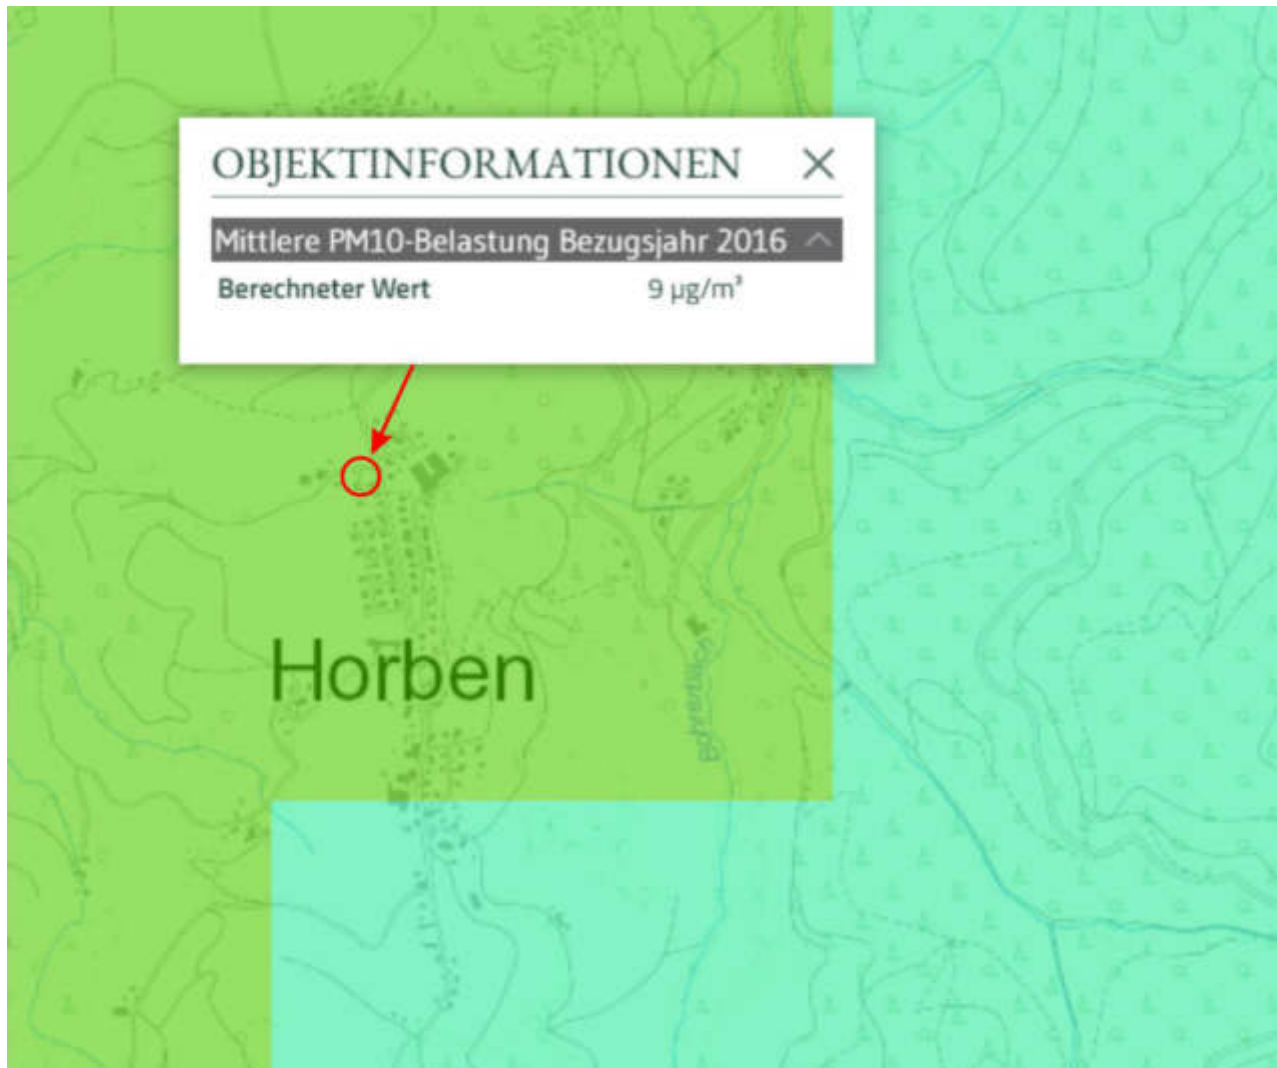 OBJEKTINFORMATIONEN
Mittlere PM10-Belastung Bezugsjahr 2016
Berechneter Wert 9 µg/m³
Horben